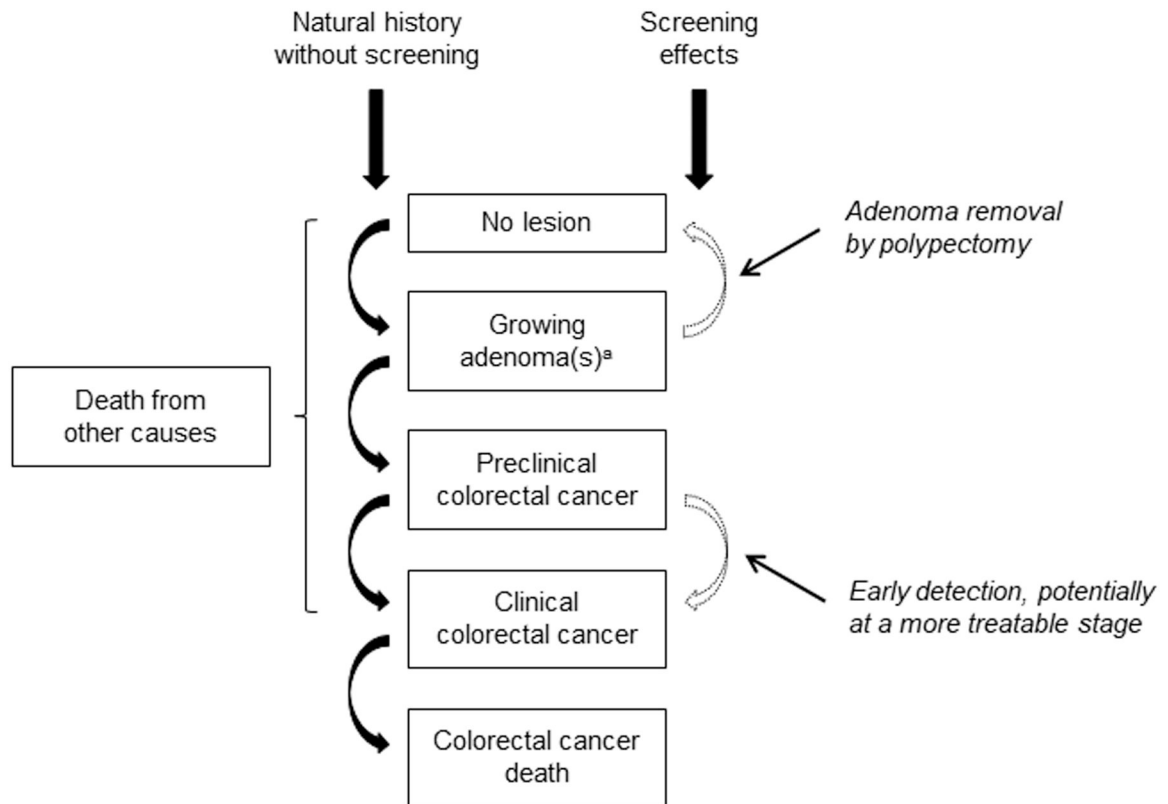 Natural history
without screening
Screening
effects
No lesion
Adenoma removal
by polypectomy
Growing
adenoma(s)ᵃ
Death from
other causes
Preclinical
colorectal cancer
Clinical
colorectal cancer
Early detection, potentially
at a more treatable stage
Colorectal cancer
death